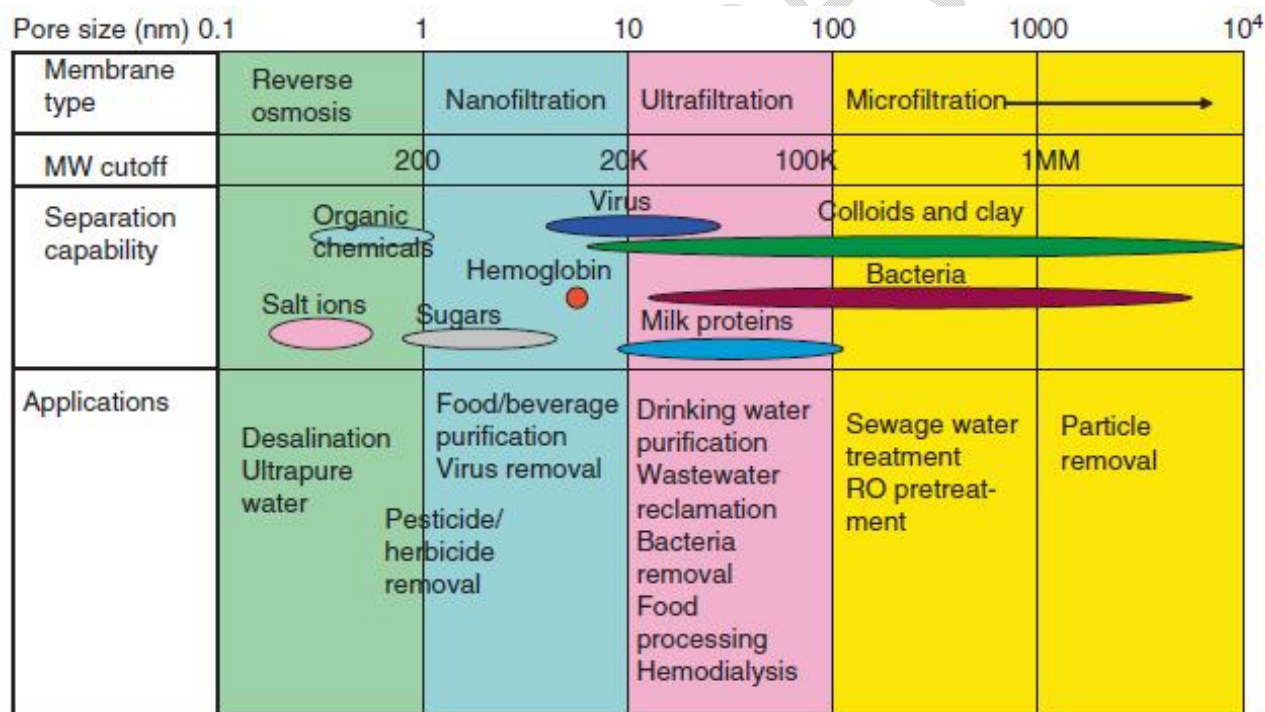 Pore size (nm) 0.1 1 10 100 1000 10⁴
Membrane
type
Reverse
osmosis
Nanofiltration
Ultrafiltration
Microfiltration
MW cutoff 200 20K 100K 1MM
Separation
capability
Organic
chemicals
Virus
Colloids and clay
Hemoglobin
Bacteria
Salt ions
Sugars
Milk proteins
Applications
Desalination
Ultrapure
water
Food/beverage
purification
Virus removal
Pesticide/
herbicide
removal
Drinking water
purification
Wastewater
reclamation
Bacteria
removal
Food
processing
Hemodialysis
Sewage water
treatment
RO pretreat-
ment
Particle
removal